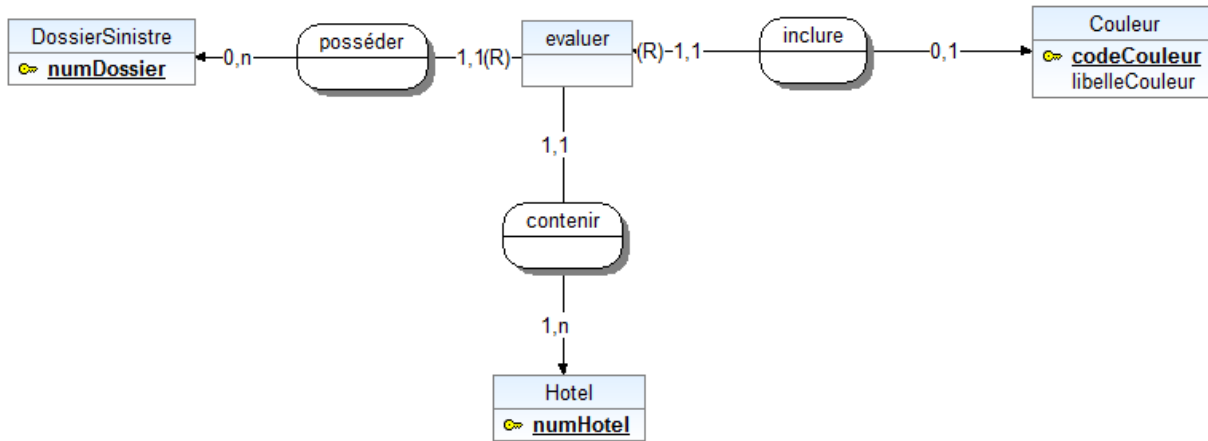 DossierSinistre
numDossier
0,n
posséder
1,1(R)
evaluer
(R)
1,1
inclure
0,1
Couleur
codeCouleur
libelleCouleur
1,1
contenir
1,n
Hotel
numHotel